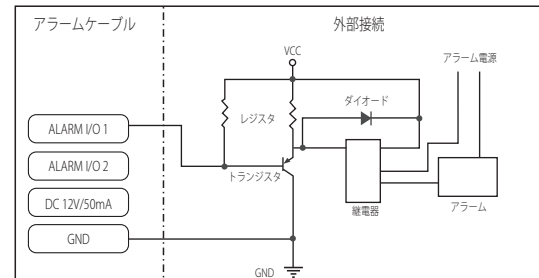 アラームケーブル
外部接続
VCC
アラーム電源
ダイオード
レジスタ
ALARM I/O 1
ALARM I/O 2
トランジスタ
DC 12V/50mA
継電器
アラーム
GND
GND